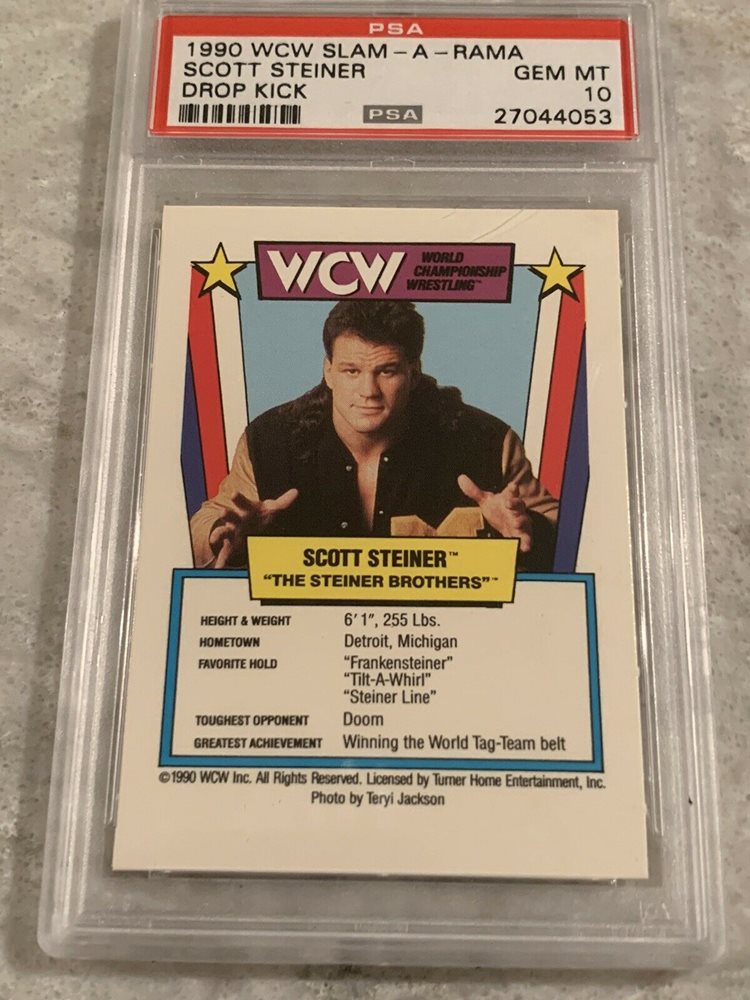 PSA
1990 WCW SLAM-A-RAMA
SCOTT STEINER GEM MT
DROP KICK 10
PSA 27044053
WCW WORLD CHAMPIONSHIP WRESTLING™
SCOTT STEINER™
"THE STEINER BROTHERS"™
HEIGHT & WEIGHT 6'1", 255 Lbs.
HOMETOWN Detroit, Michigan
FAVORITE HOLD "Frankensteiner"
"Tilt-A-Whirl"
"Steiner Line"
TOUGHEST OPPONENT Doom
GREATEST ACHIEVEMENT Winning the World Tag-Team belt
©1990 WCW Inc. All Rights Reserved. Licensed by Turner Home Entertainment, Inc.
Photo by Teryi Jackson